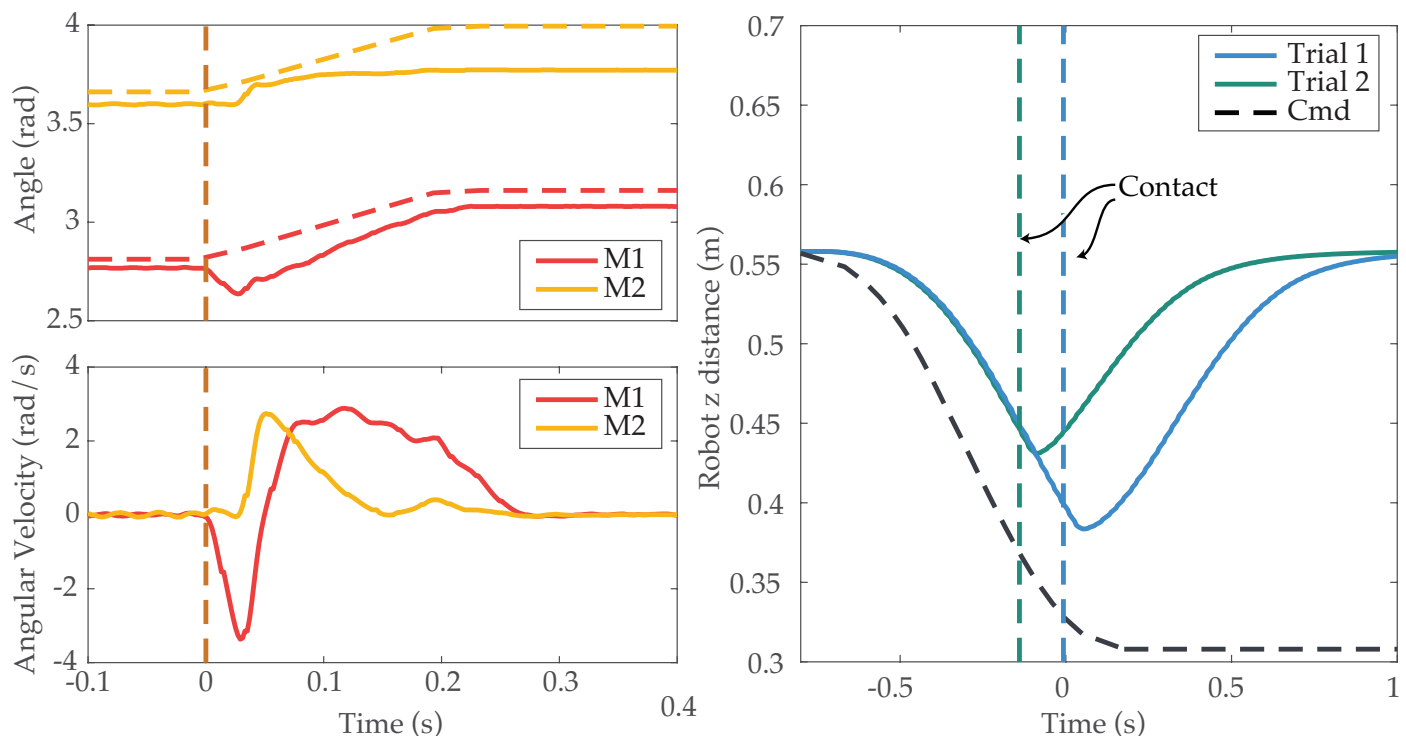 Angle (rad)
4
3.5
3
2.5
M1
M2
Angular Velocity (rad/s)
4
2
0
-2
-4
M1
M2
-0.1
0
0.1
0.2
0.3
0.4
Time (s)
Robot z distance (m)
0.7
0.65
0.6
0.55
0.5
0.45
0.4
0.35
0.3
Trial 1
Trial 2
Cmd
Contact
-0.5
0
0.5
1
Time (s)